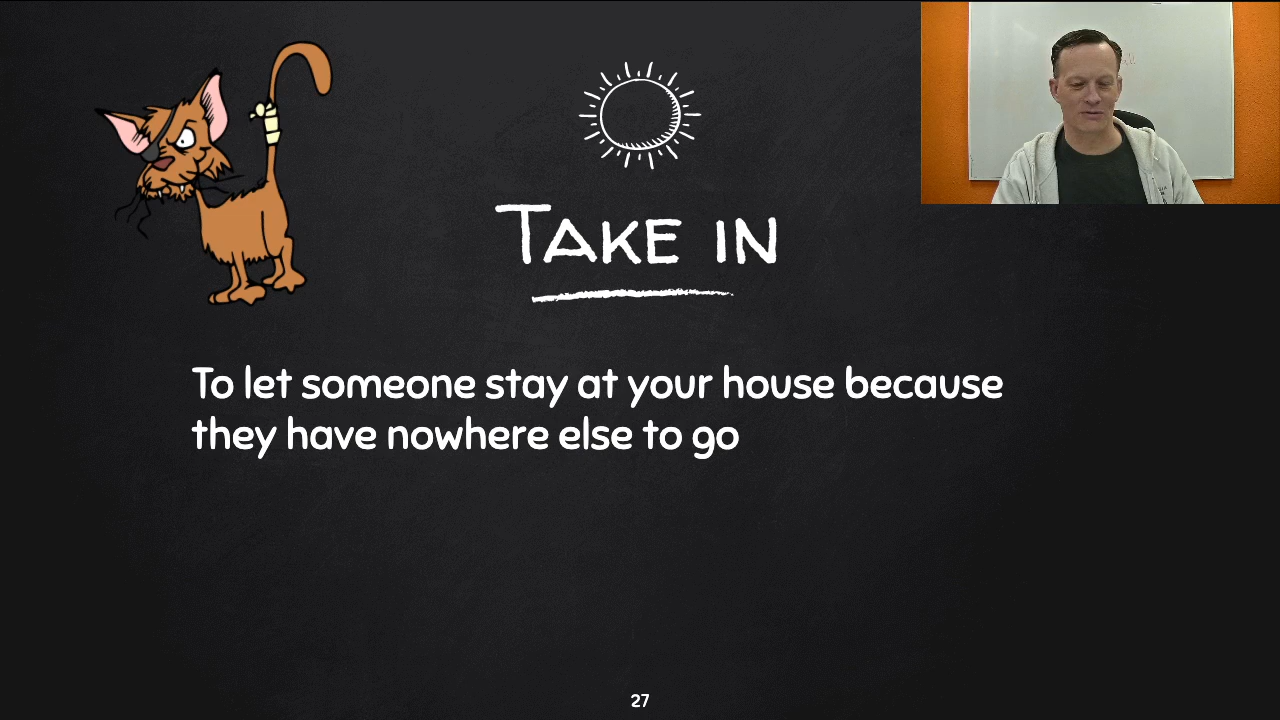 Take in
To let someone stay at your house because
they have nowhere else to go
27